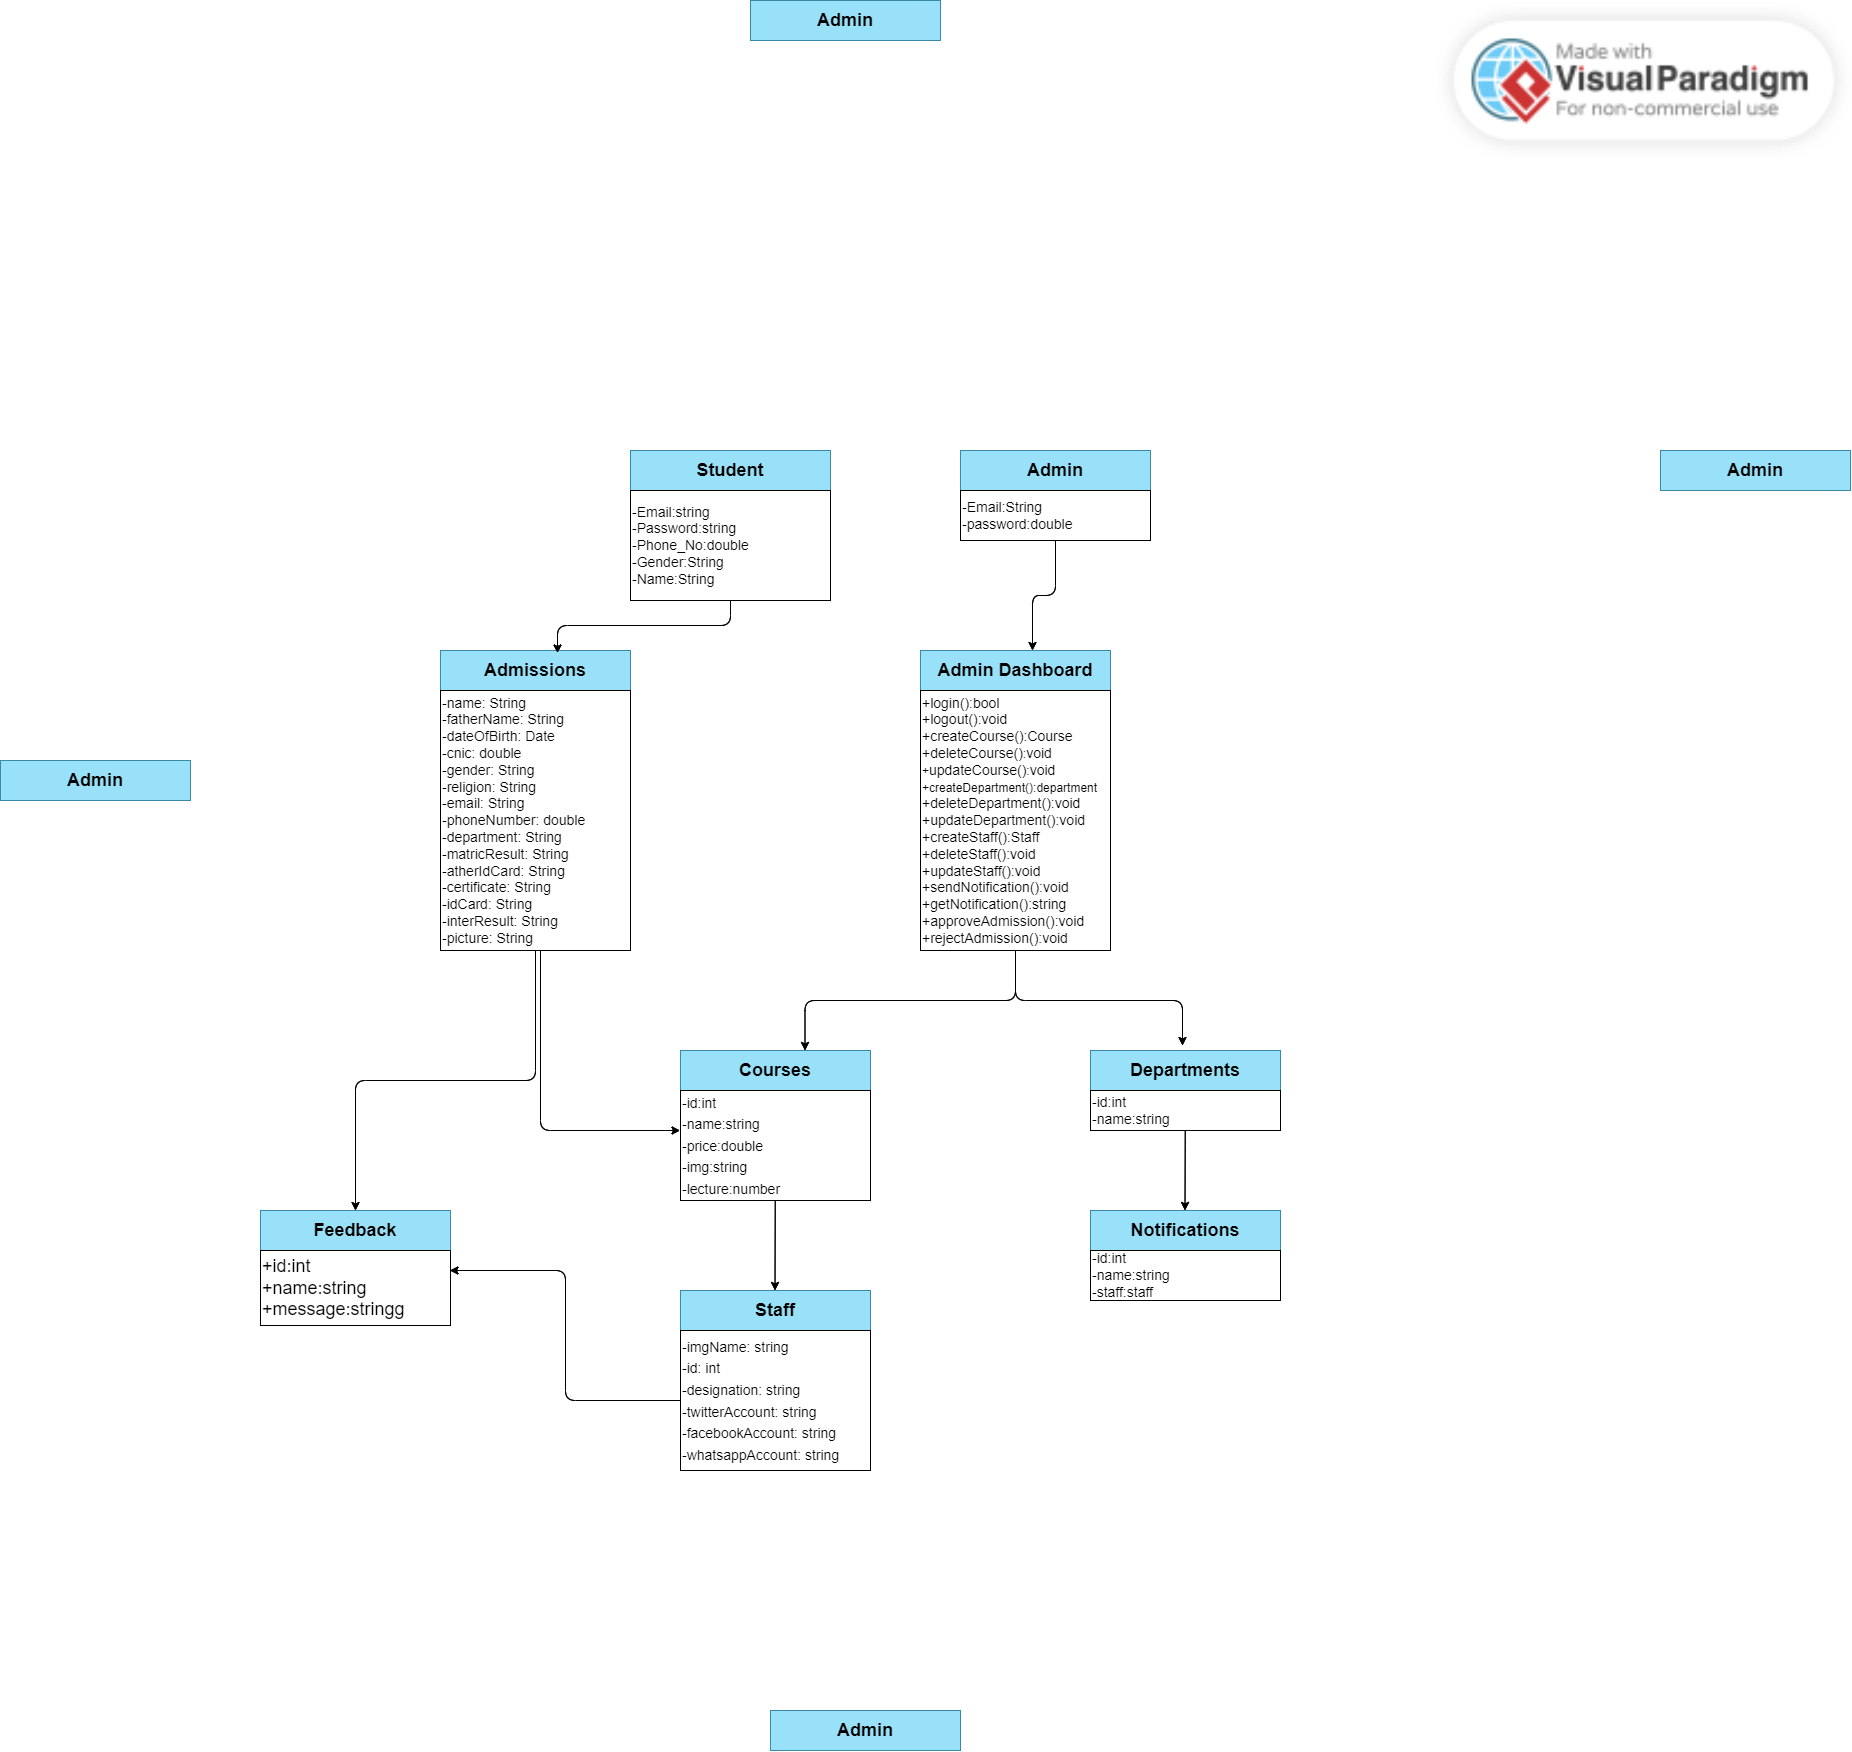 Admin
Made with
Visual Paradigm
For non-commercial use
Student
-Email:string
-Password:string
-Phone_No:double
-Gender:String
-Name:String
Admin
-Email:String
-password:double
Admin
Admissions
-name: String
-fatherName: String
-dateOfBirth: Date
-cnic: double
-gender: String
-religion: String
-email: String
-phoneNumber: double
-department: String
-matricResult: String
-atherIdCard: String
-certificate: String
-idCard: String
-interResult: String
-picture: String
Admin Dashboard
+login():bool
+logout():void
+createCourse():Course
+deleteCourse():void
+updateCourse():void
+createDepartment():department
+deleteDepartment():void
+updateDepartment():void
+createStaff():Staff
+deleteStaff():void
+updateStaff():void
+sendNotification():void
+getNotification():string
+approveAdmission():void
+rejectAdmission():void
Admin
Courses
-id:int
-name:string
-price:double
-img:string
-lecture:number
Departments
-id:int
-name:string
Feedback
+id:int
+name:string
+message:stringg
Notifications
-id:int
-name:string
-staff:staff
Staff
-imgName: string
-id: int
-designation: string
-twitterAccount: string
-facebookAccount: string
-whatsappAccount: string
Admin